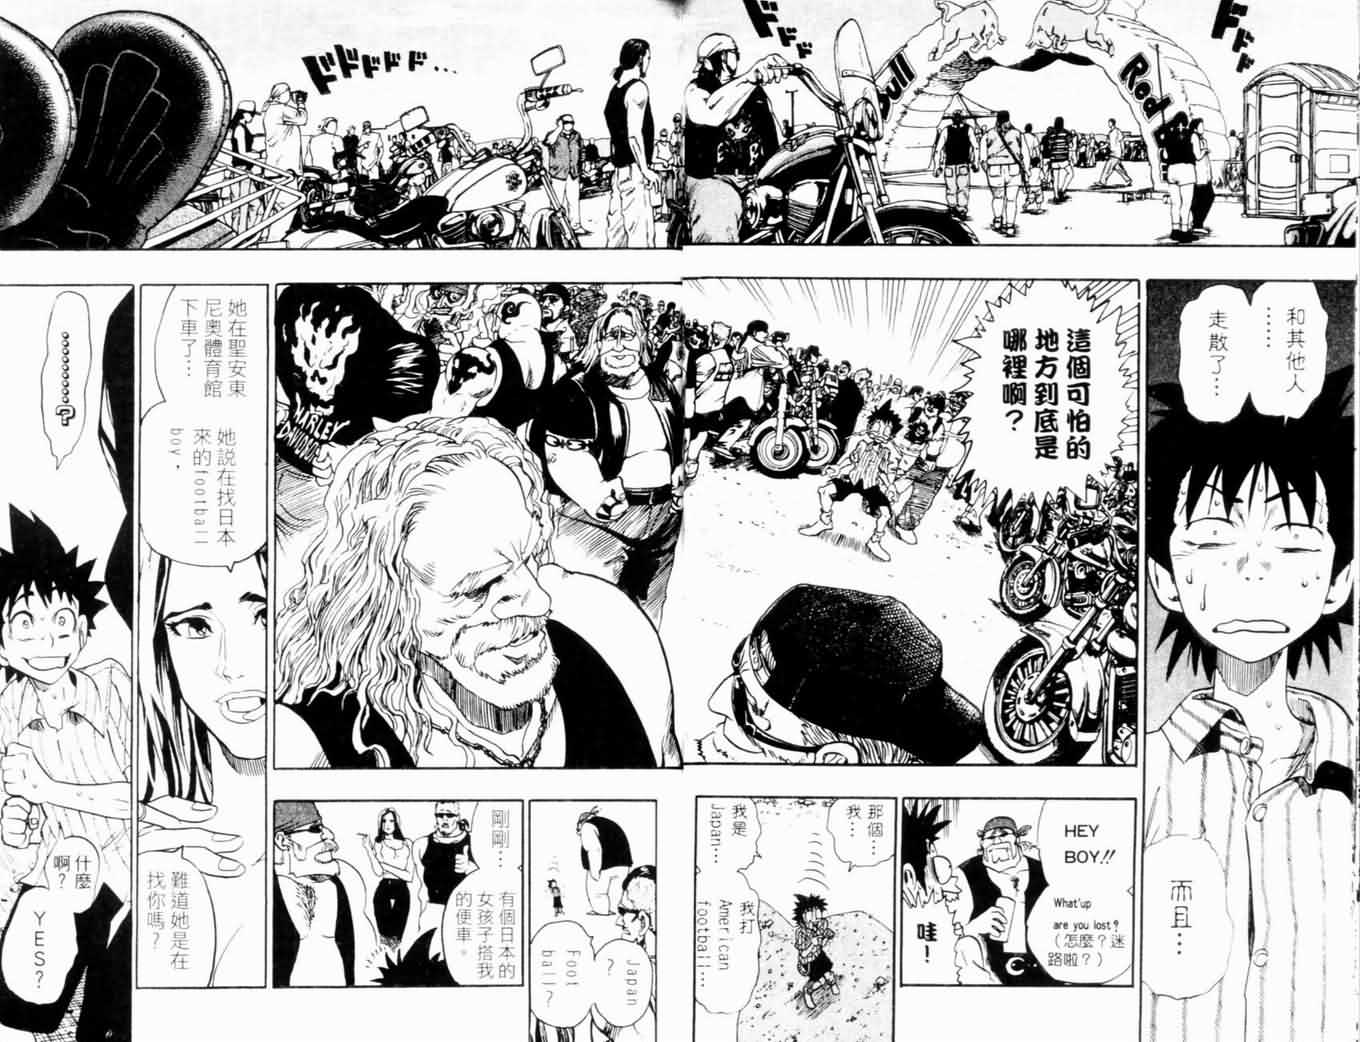 ドドドド
Bull
Red B
ドドド
ドドドドド…
和其他人
……
走散了…
而且…
這個可怕的
地方到底是
哪裡啊？
HARLEY
HEY
BOY!!
What'up
are you lost?
（怎麼？迷
路啦？）
哇！
那個…
我…
我是
Japan…
我打
American
football…
Japan
？
Foot
ball？
剛剛…
有個日本的
女孩子搭我
的便車。
她在聖安東
尼奧體育館
下車了…
她說在找日本
來的football
boy．
難道她是在
找你嗎？
…………？
什麼
啊？
YES？